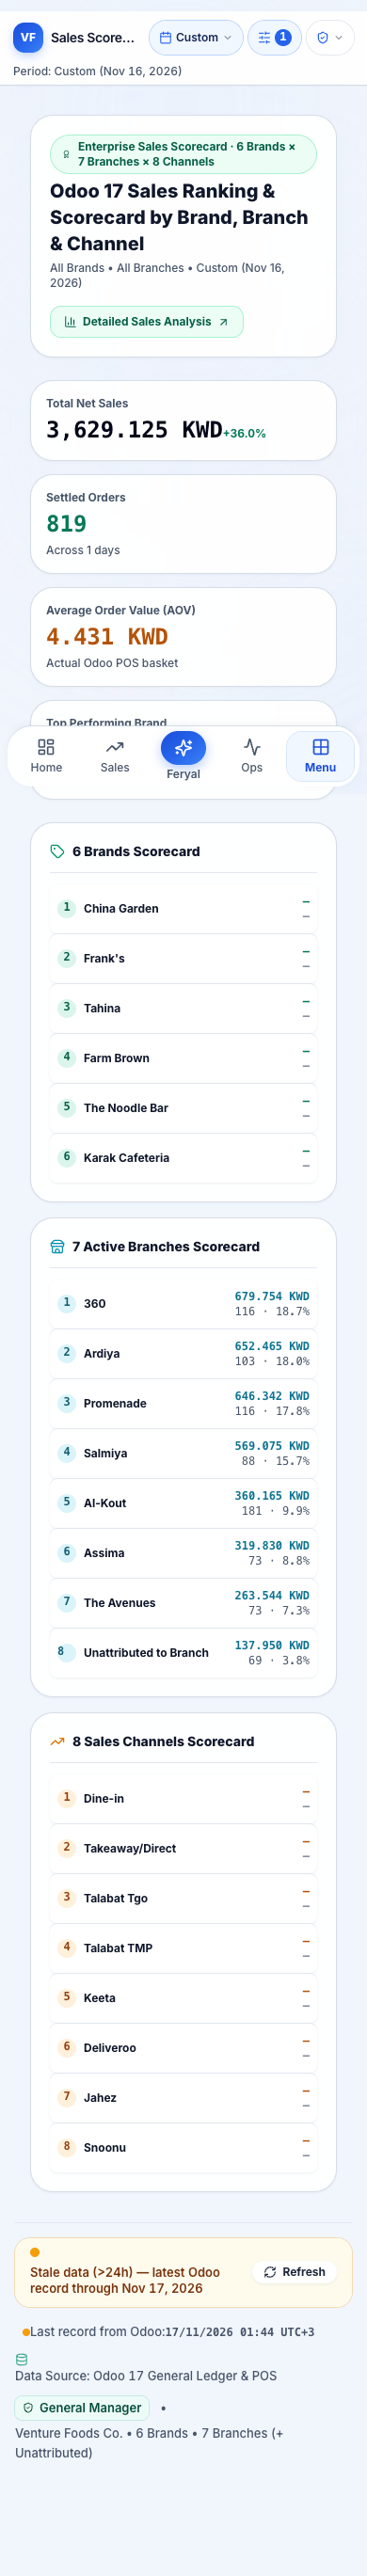 VF
Sales Score...
Custom
1
Period: Custom (Nov 16, 2026)
Enterprise Sales Scorecard · 6 Brands ×
7 Branches × 8 Channels
Odoo 17 Sales Ranking &
Scorecard by Brand, Branch
& Channel
All Brands • All Branches • Custom (Nov 16,
2026)
Detailed Sales Analysis
Total Net Sales
3,629.125 KWD+36.0%
Settled Orders
819
Across 1 days
Average Order Value (AOV)
4.431 KWD
Actual Odoo POS basket
Top Performing Brand
Home
Sales
Feryal
Ops
Menu
6 Brands Scorecard
1 China Garden —
—
2 Frank's —
—
3 Tahina —
—
4 Farm Brown —
—
5 The Noodle Bar —
—
6 Karak Cafeteria —
—
7 Active Branches Scorecard
1 360 679.754 KWD
116 · 18.7%
2 Ardiya 652.465 KWD
103 · 18.0%
3 Promenade 646.342 KWD
116 · 17.8%
4 Salmiya 569.075 KWD
88 · 15.7%
5 Al-Kout 360.165 KWD
181 · 9.9%
6 Assima 319.830 KWD
73 · 8.8%
7 The Avenues 263.544 KWD
73 · 7.3%
8 Unattributed to Branch 137.950 KWD
69 · 3.8%
8 Sales Channels Scorecard
1 Dine-in —
—
2 Takeaway/Direct —
—
3 Talabat Tgo —
—
4 Talabat TMP —
—
5 Keeta —
—
6 Deliveroo —
—
7 Jahez —
—
8 Snoonu —
—
Stale data (>24h) — latest Odoo
record through Nov 17, 2026
Refresh
Last record from Odoo:17/11/2026 01:44 UTC+3
Data Source: Odoo 17 General Ledger & POS
General Manager •
Venture Foods Co. • 6 Brands • 7 Branches (+
Unattributed)